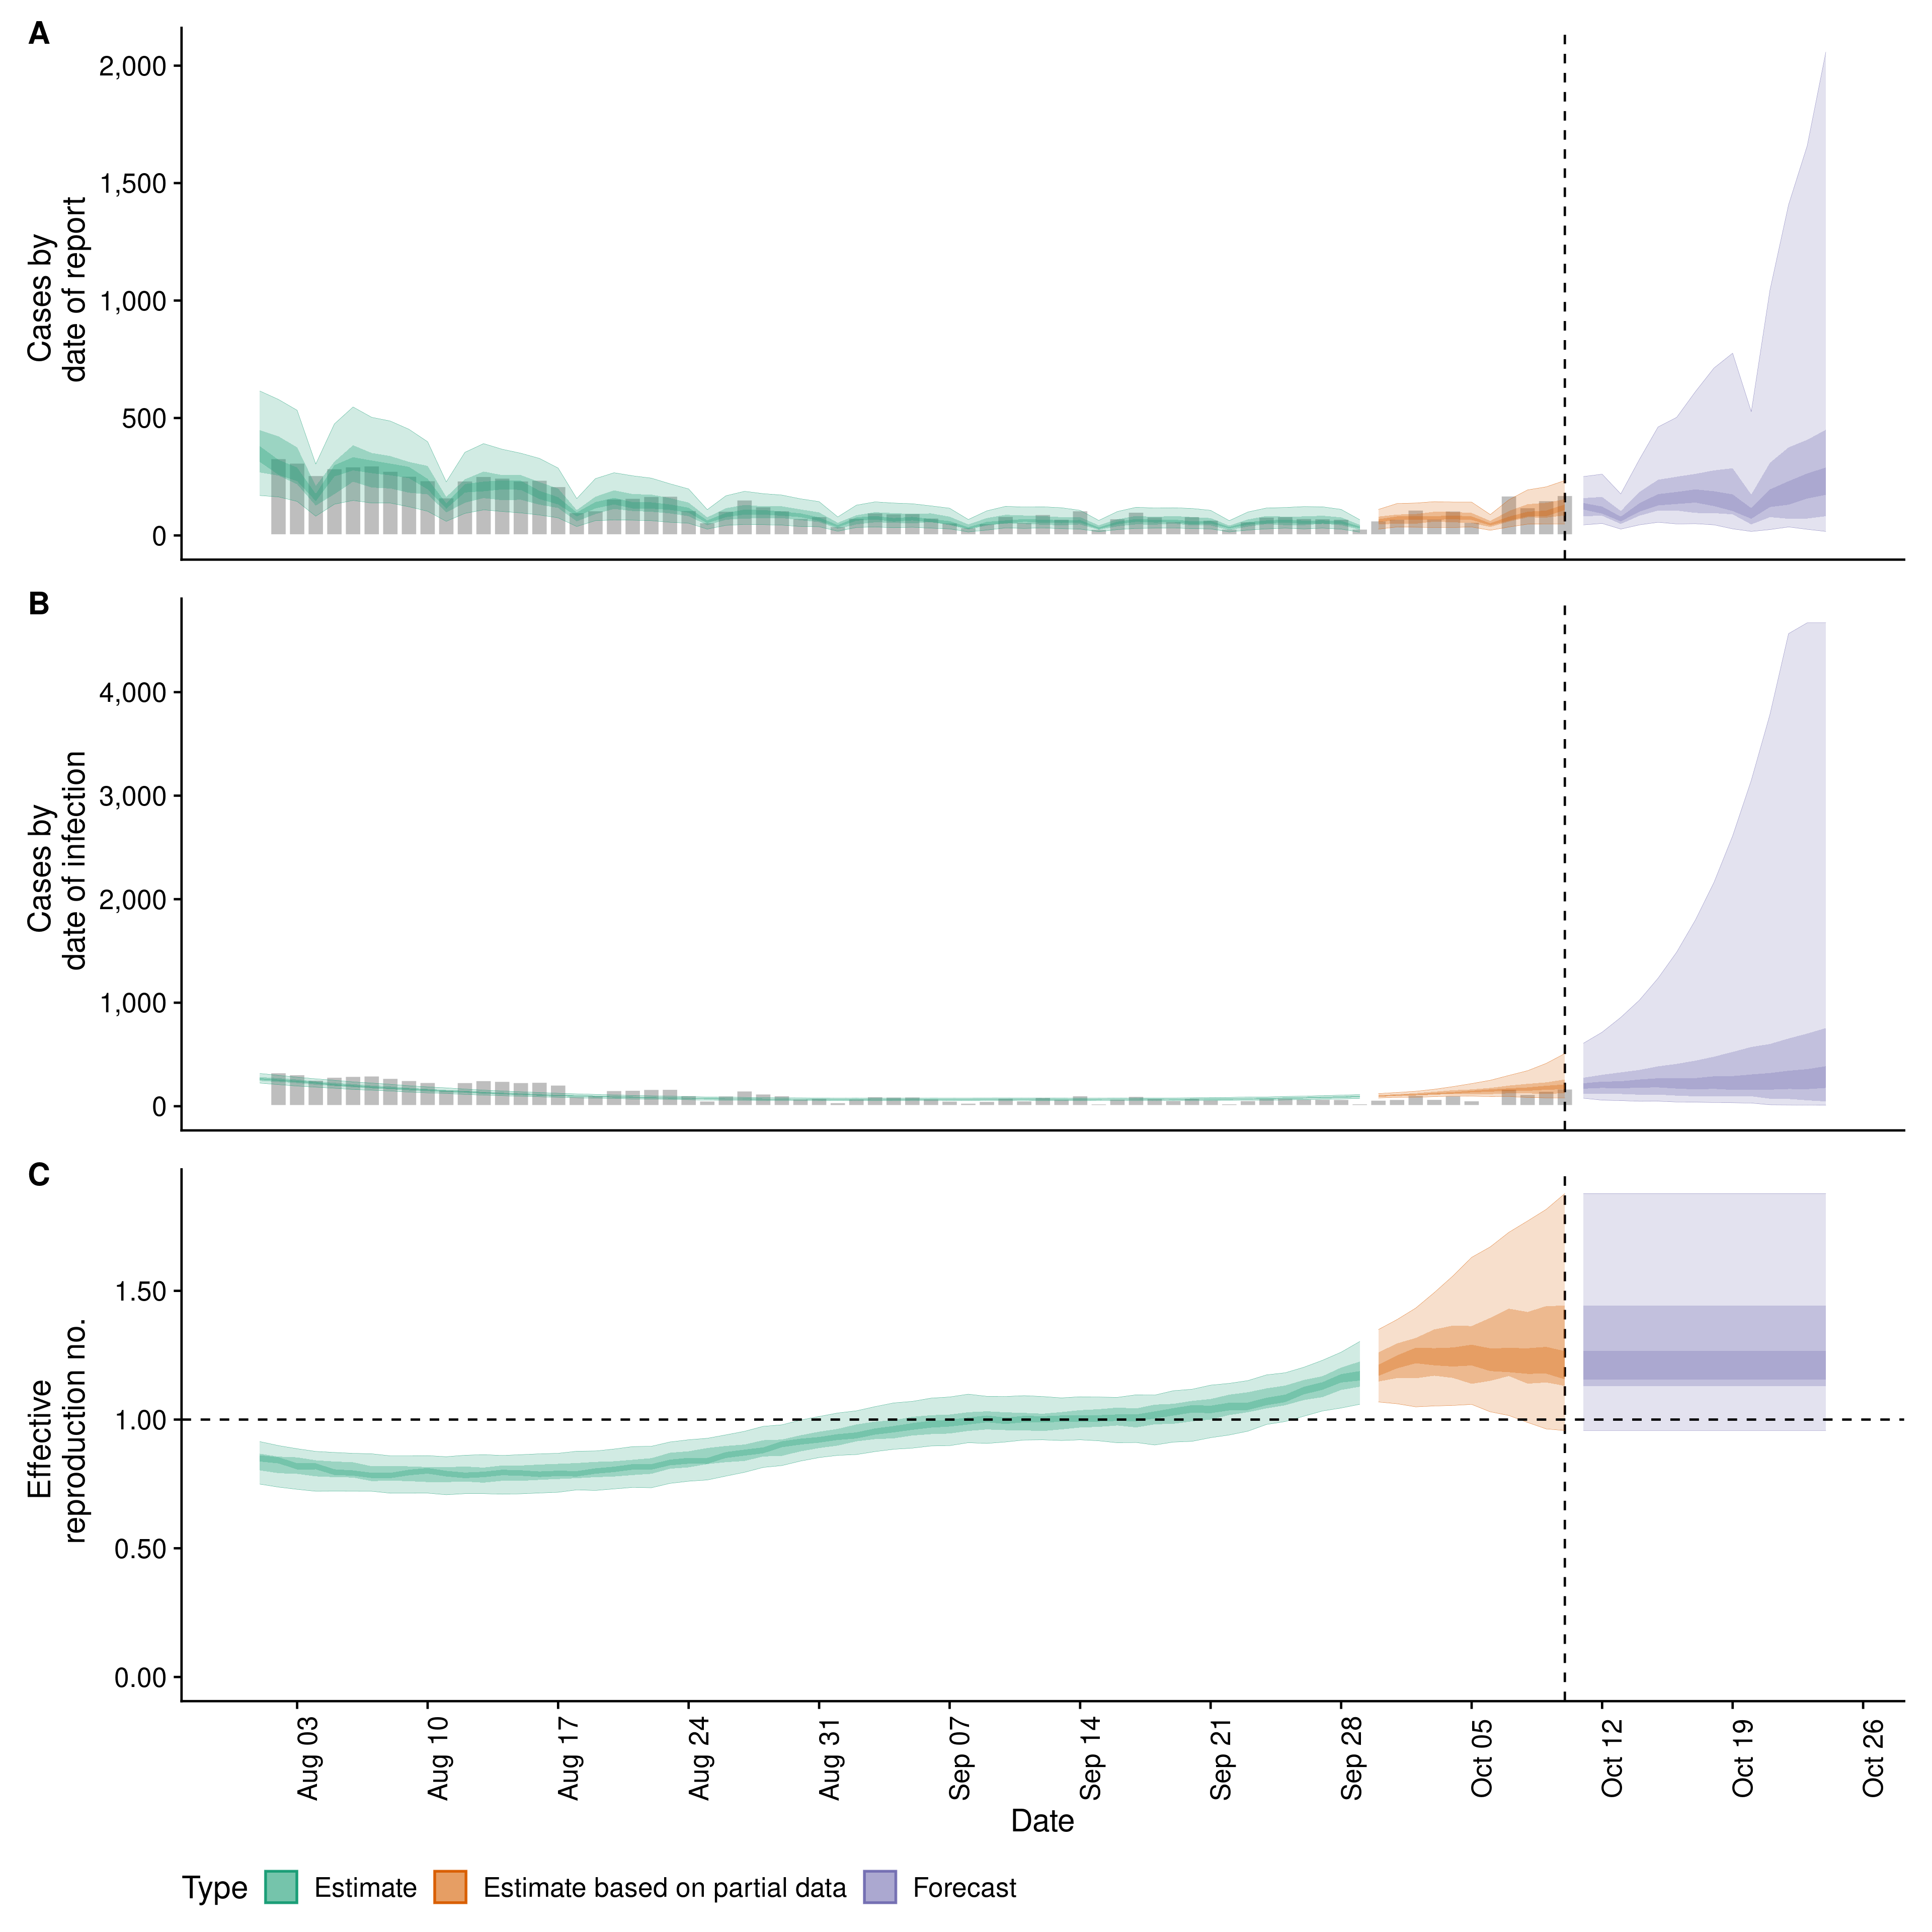 A
Cases by
date of report
2,000
1,500
1,000
500
0
B
Cases by
date of infection
4,000
3,000
2,000
1,000
0
C
Effective
reproduction no.
1.50
1.00
0.50
0.00
Aug 03
Aug 10
Aug 17
Aug 24
Aug 31
Sep 07
Sep 14
Sep 21
Sep 28
Oct 05
Oct 12
Oct 19
Oct 26
Date
Type Estimate Estimate based on partial data Forecast